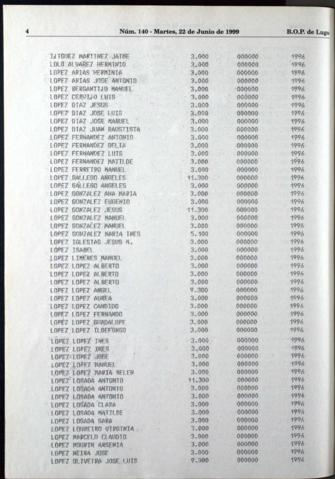 4 Núm. 140 - Martes, 22 de Junio de 1999 B.O.P. de Lugo
MARTINEZ JAIME 3.000 000000 1996
LOLO ALVAREZ HERMINIO 3.000 000000 1996
LOPEZ ARIAS HERMINIA 3.000 000000 1996
LOPEZ ARIAS JOSE ANTONIO 3.000 000000 1996
LOPEZ BERGANTIJO MANUEL 3.000 000000 1996
LOPEZ CERVIJO LUIS 3.000 000000 1996
LOPEZ DIAZ JESUS 3.000 000000 1996
LOPEZ DIAZ JOSE LUIS 3.000 000000 1996
LOPEZ DIAZ JOSE MANUEL 3.000 000000 1996
LOPEZ DIAZ JUAN BAUTISTA 3.000 000000 1996
LOPEZ FERNANDEZ ANTONIO 3.000 000000 1996
LOPEZ FERNANDEZ DELIA 3.000 000000 1996
LOPEZ FERNANDEZ LUIS 3.000 000000 1996
LOPEZ FERNANDEZ MATILDE 3.000 000000 1996
LOPEZ FERREIRO MANUEL 3.000 000000 1996
LOPEZ GALLEGO ANGELES 11.300 000000 1996
LOPEZ GALLEGO ANGELES 3.000 000000 1996
LOPEZ GONZALEZ ANA MARIA 3.000 000000 1996
LOPEZ GONZALEZ EUGENIO 3.000 000000 1996
LOPEZ GONZALEZ JESUS 11.300 000000 1996
LOPEZ GONZALEZ MANUEL 3.000 000000 1996
LOPEZ GONZALEZ MANUEL 3.000 000000 1996
LOPEZ GONZALEZ MARIA INES 5.100 000000 1996
LOPEZ IGLESIAS JESUS M. 3.000 000000 1996
LOPEZ ISABEL 3.000 000000 1996
LOPEZ LIMERES MANUEL 3.000 000000 1996
LOPEZ LOPEZ ALBERTO 3.000 000000 1996
LOPEZ LOPEZ ALBERTO 3.000 000000 1996
LOPEZ LOPEZ ALBERTO 3.000 000000 1996
LOPEZ LOPEZ ANGEL 9.300 000000 1996
LOPEZ LOPEZ AUREA 3.000 000000 1996
LOPEZ LOPEZ CANDIDO 3.000 000000 1996
LOPEZ LOPEZ FERNANDO 3.000 000000 1996
LOPEZ LOPEZ GUADALUPE 3.000 000000 1996
LOPEZ LOPEZ ILDEFONSO 3.000 000000 1996
LOPEZ LOPEZ INES 3.000 000000 1996
LOPEZ LOPEZ INES 3.000 000000 1996
LOPEZ LOPEZ JOSE 3.000 000000 1996
LOPEZ LOPEZ MANUEL 3.000 000000 1996
LOPEZ LOPEZ MARIA BELEN 3.000 000000 1996
LOPEZ LOSADA ANTONIO 11.300 000000 1996
LOPEZ LOSADA ANTONIO 3.000 000000 1996
LOPEZ LOSADA ANTONIO 3.000 000000 1996
LOPEZ LOSADA CLARA 3.000 000000 1996
LOPEZ LOSADA MATILDE 3.000 000000 1996
LOPEZ LOSADA SARA 3.000 000000 1996
LOPEZ LOUREIRO VIRGINIA 3.000 000000 1996
LOPEZ MARCELO CLAUDIO 3.000 000000 1996
LOPEZ MOURIN ARSENIA 3.000 000000 1996
LOPEZ NEIRA JOSE 3.000 000000 1996
LOPEZ OLIVEIRA JOSE LUIS 9.300 000000 1996